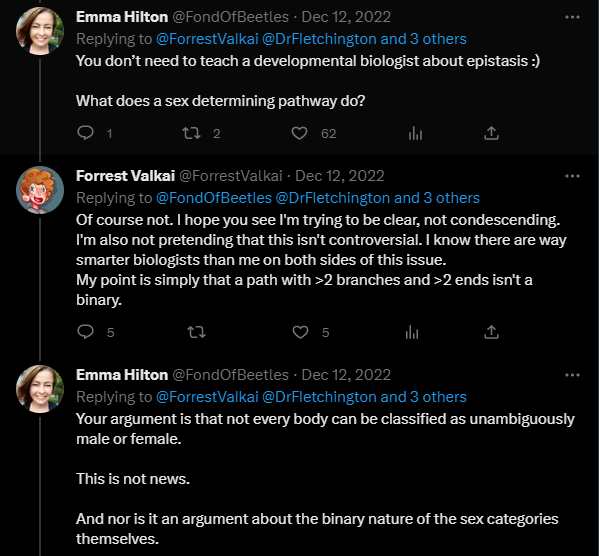 Emma Hilton @FondOfBeetles · Dec 12, 2022
Replying to @ForrestValkai @DrFletchington and 3 others
You don't need to teach a developmental biologist about epistasis :)
What does a sex determining pathway do?
1 2 62
Forrest Valkai @ForrestValkai · Dec 12, 2022
Replying to @FondOfBeetles @DrFletchington and 3 others
Of course not. I hope you see I'm trying to be clear, not condescending.
I'm also not pretending that this isn't controversial. I know there are way
smarter biologists than me on both sides of this issue.
My point is simply that a path with >2 branches and >2 ends isn't a
binary.
5 5
Emma Hilton @FondOfBeetles · Dec 12, 2022
Replying to @ForrestValkai @DrFletchington and 3 others
Your argument is that not every body can be classified as unambiguously
male or female.
This is not news.
And nor is it an argument about the binary nature of the sex categories
themselves.